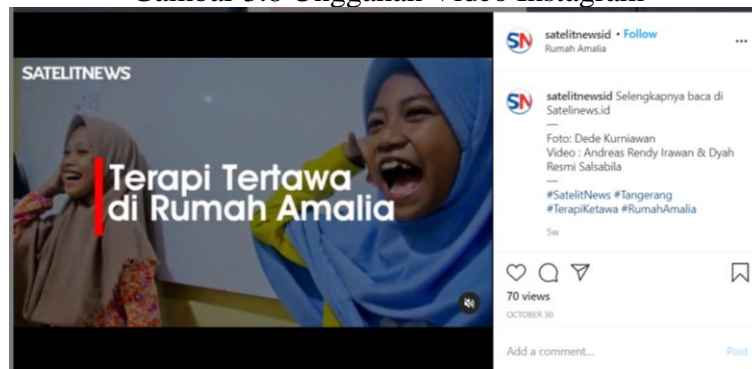 Gambar 3.8 Unggahan Video Instagram
SATELITNEWS
Terapi Tertawa
di Rumah Amalia
SN
satelitnewsid • Follow
Rumah Amalia
SN
satelitnewsid Selengkapnya baca di
Satelinews.id
—
Foto: Dede Kurniawan
Video : Andreas Rendy Irawan & Dyah
Resmi Salsabila
—
#SatelitNews #Tangerang
#TerapiKetawa #RumahAmalia
5w
70 views
OCTOBER 30
Add a comment...
Post